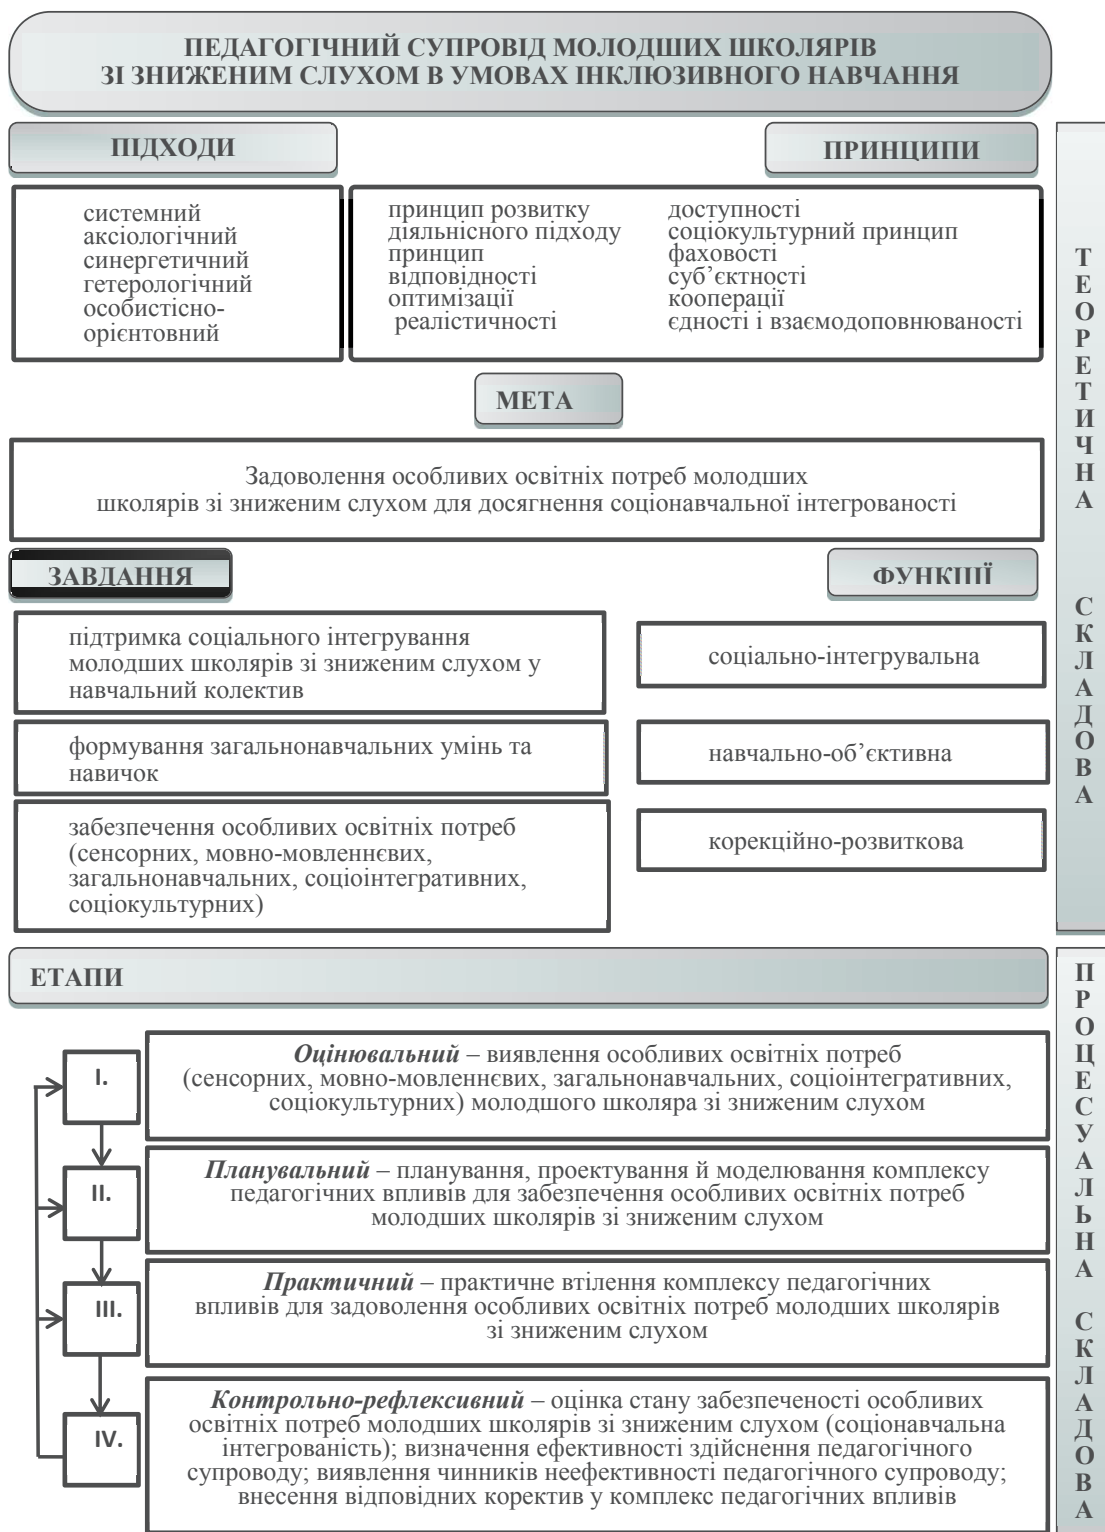 ПЕДАГОГІЧНИЙ СУПРОВІД МОЛОДШИХ ШКОЛЯРІВ
ЗІ ЗНИЖЕНИМ СЛУХОМ В УМОВАХ ІНКЛЮЗИВНОГО НАВЧАННЯ
ПІДХОДИ
системний
аксіологічний
синергетичний
гетерологічний
особистісно-
орієнтовний
ПРИНЦИПИ
принцип розвитку
діяльнісного підходу
принцип
відповідності
оптимізації
реалістичності
доступності
соціокультурний принцип
фаховості
суб’єктності
кооперації
єдності і взаємодоповнюваності
МЕТА
Задоволення особливих освітніх потреб молодших
школярів зі зниженим слухом для досягнення соціонавчальної інтегрованості
ЗАВДАННЯ
підтримка соціального інтегрування
молодших школярів зі зниженим слухом у
навчальний колектив
формування загальнонавчальних умінь та
навичок
забезпечення особливих освітніх потреб
(сенсорних, мовно-мовленнєвих,
загальнонавчальних, соціоінтегративних,
соціокультурних)
ФУНКЦІЇ
соціально-інтегрувальна
навчально-об’єктивна
корекційно-розвиткова
ТЕОРЕТИЧНА СКЛАДОВА
ЕТАПИ
I.
Оцінювальний – виявлення особливих освітніх потреб
(сенсорних, мовно-мовленнєвих, загальнонавчальних, соціоінтегративних,
соціокультурних) молодшого школяра зі зниженим слухом
II.
Планувальний – планування, проектування й моделювання комплексу
педагогічних впливів для забезпечення особливих освітніх потреб
молодших школярів зі зниженим слухом
III.
Практичний – практичне втілення комплексу педагогічних
впливів для задоволення особливих освітніх потреб молодших школярів
зі зниженим слухом
IV.
Контрольно-рефлексивний – оцінка стану забезпеченості особливих
освітніх потреб молодших школярів зі зниженим слухом (соціонавчальна
інтегрованість); визначення ефективності здійснення педагогічного
супроводу; виявлення чинників неефективності педагогічного супроводу;
внесення відповідних коректив у комплекс педагогічних впливів
ПРОЦЕСУАЛЬНА СКЛАДОВА